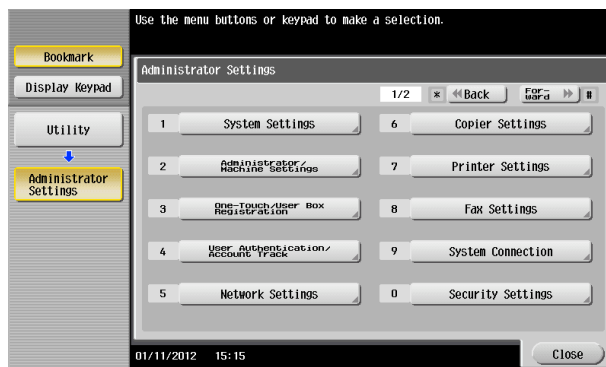 Use the menu buttons or keypad to make a selection.
Bookmark
Display Keypad
Utility
Administrator
Settings
Administrator Settings
1/2 * Back For-
ward #
1 System Settings
2 Administrator/
Machine Settings
3 One-Touch/User Box
Registration
4 User Authentication/
Account Track
5 Network Settings
6 Copier Settings
7 Printer Settings
8 Fax Settings
9 System Connection
0 Security Settings
01/11/2012 15:15
Close